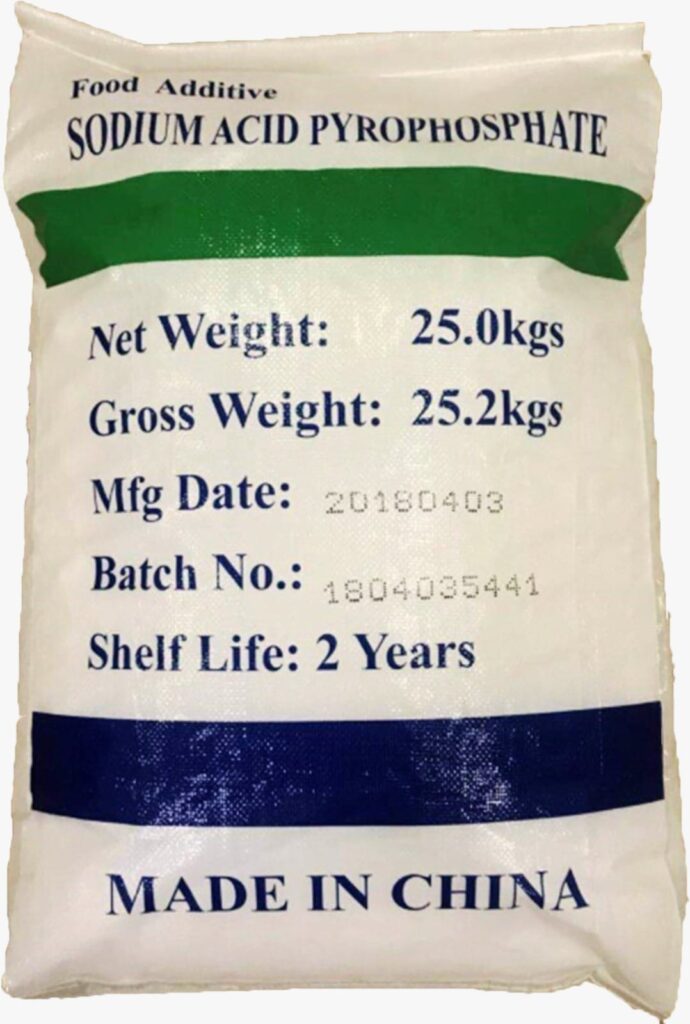 Food Additive
SODIUM ACID PYROPHOSPHATE
Net Weight: 25.0kgs
Gross Weight: 25.2kgs
Mfg Date: 20180403
Batch No.: 1804035441
Shelf Life: 2 Years
MADE IN CHINA